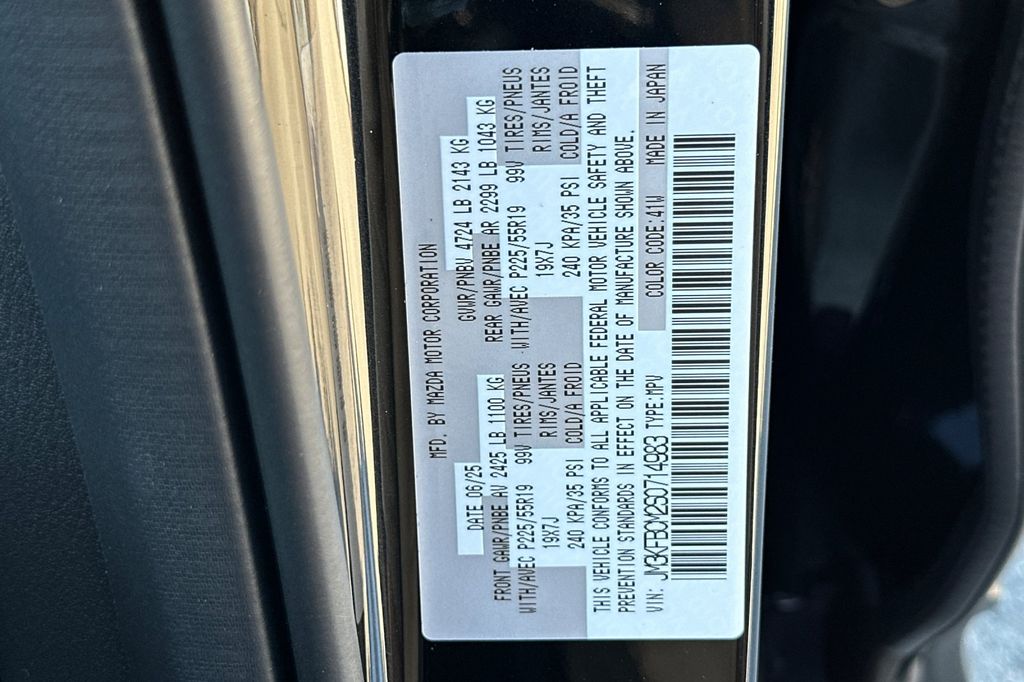 MFD. BY MAZDA MOTOR CORPORATION
DATE 06/25 GVWR/PNBV 4724 LB 2143 KG
FRONT GAWR/PNBE AV 2425 LB 1100 KG REAR GAWR/PNBE AR 2299 LB 1043 KG
WITH/AVEC P225/55R19 99V TIRES/PNEUS WITH/AVEC P225/55R19 99V TIRES/PNEUS
19X7J RIMS/JANTES 19X7J RIMS/JANTES
240 KPA/35 PSI COLD/A FROID 240 KPA/35 PSI COLD/A FROID
THIS VEHICLE CONFORMS TO ALL APPLICABLE FEDERAL MOTOR VEHICLE SAFETY AND THEFT
PREVENTION STANDARDS IN EFFECT ON THE DATE OF MANUFACTURE SHOWN ABOVE.
VIN: JM3KFBCM2S0714983 TYPE:MPV COLOR CODE:41W MADE IN JAPAN